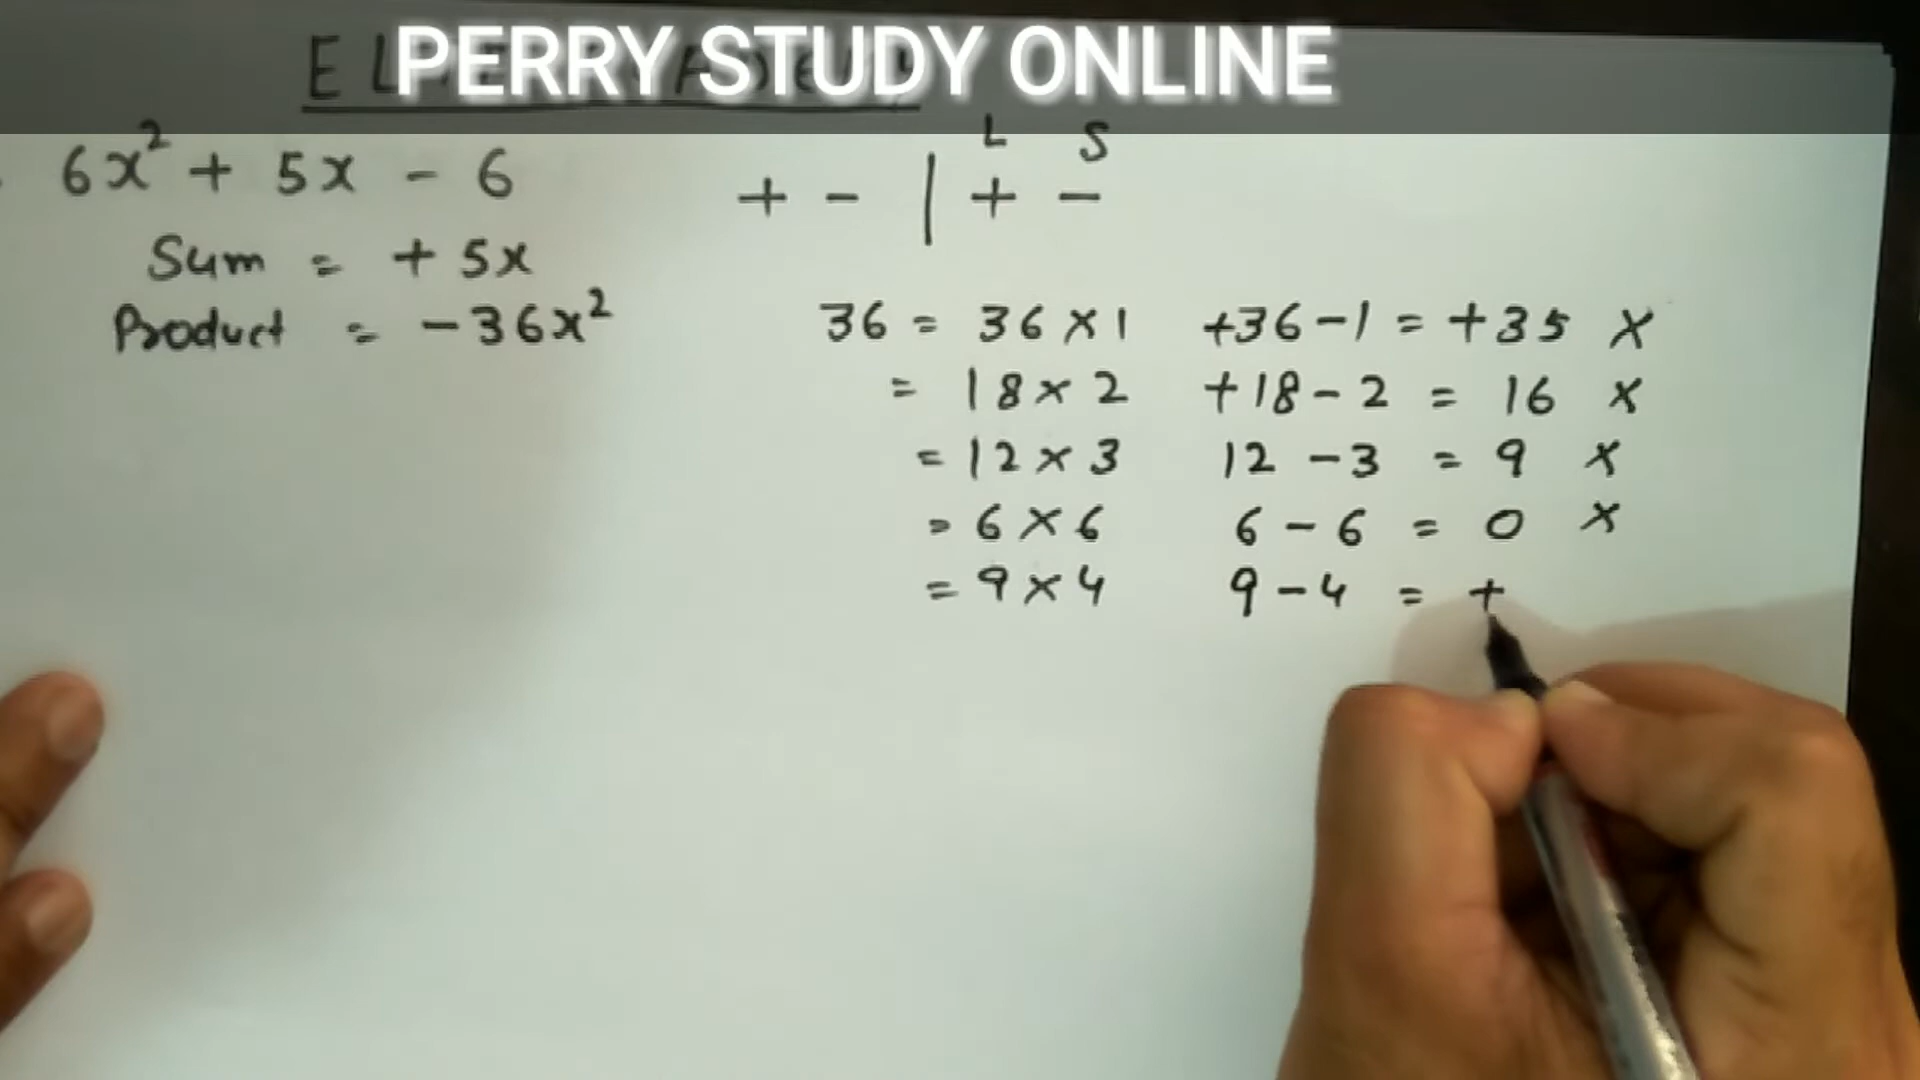 PERRY STUDY ONLINE
L S
6x² + 5x - 6
+ - | + -
Sum = + 5x
Product = -36x²
36 = 36 × 1 +36 - 1 = +35 ×
= 18 × 2 +18 - 2 = 16 ×
= 12 × 3 12 - 3 = 9 ×
= 6 × 6 6 - 6 = 0 ×
= 9 × 4 9 - 4 = +